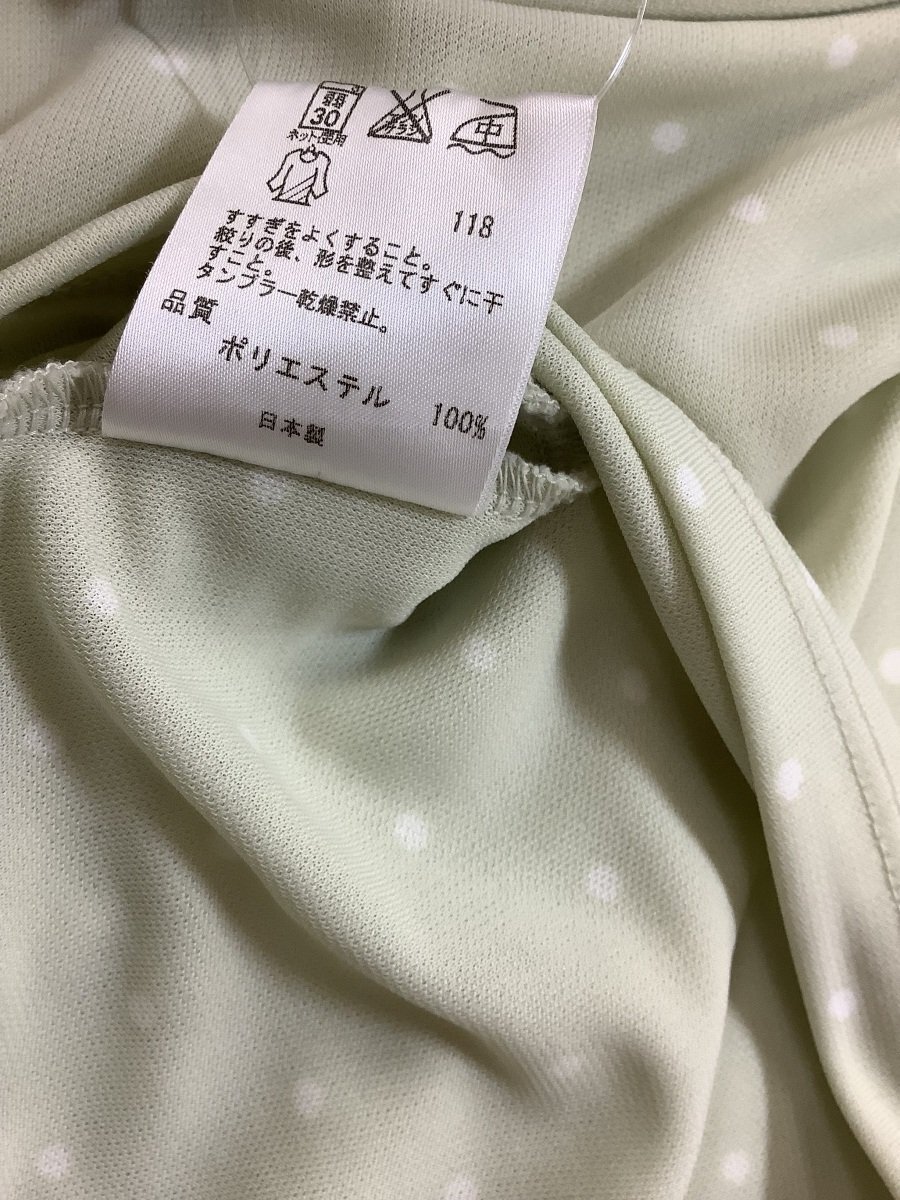 弱
30
ネット使用
中
118
すすぎをよくすること。
絞りの後、形を整えてすぐに干
すこと。
タンブラー乾燥禁止。
品質
ポリエステル 100%
日本製